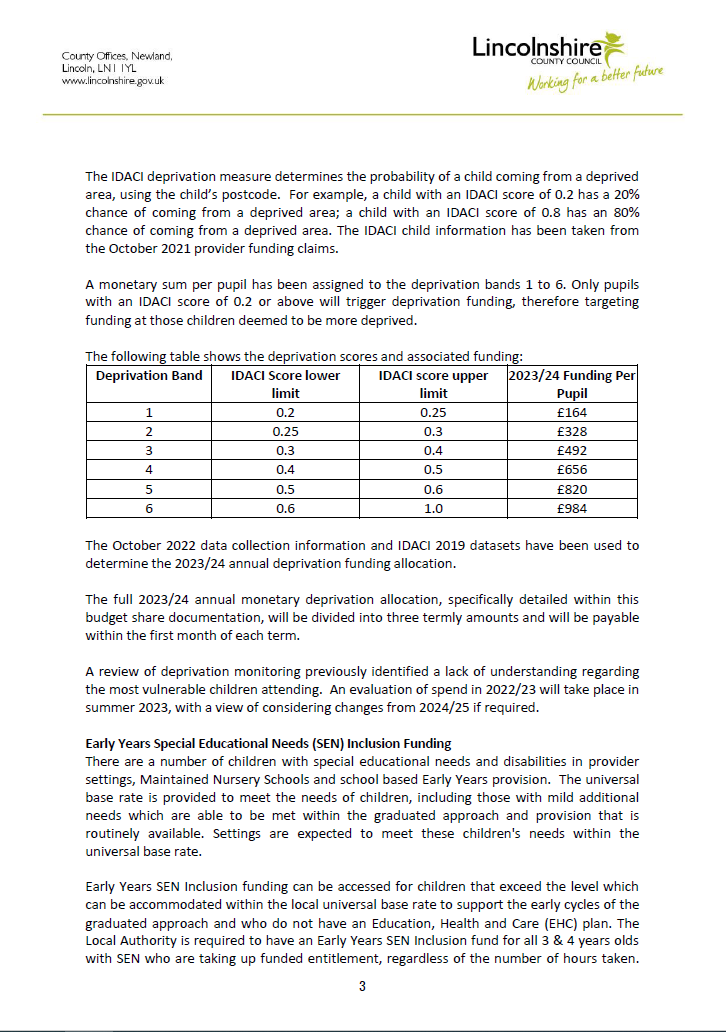 County Offices, Newland,
Lincoln, LN1 1YL
www.lincolnshire.gov.uk
Lincolnshire
COUNTY COUNCIL
Working for a better future
The IDACI deprivation measure determines the probability of a child coming from a deprived
area, using the child's postcode.  For example, a child with an IDACI score of 0.2 has a 20%
chance of coming from a deprived area; a child with an IDACI score of 0.8 has an 80%
chance of coming from a deprived area. The IDACI child information has been taken from
the October 2021 provider funding claims.
A monetary sum per pupil has been assigned to the deprivation bands 1 to 6. Only pupils
with an IDACI score of 0.2 or above will trigger deprivation funding, therefore targeting
funding at those children deemed to be more deprived.
The following table shows the deprivation scores and associated funding:
Deprivation Band IDACI Score lower IDACI score upper 2023/24 Funding Per
limit limit Pupil
1 0.2 0.25 £164
2 0.25 0.3 £328
3 0.3 0.4 £492
4 0.4 0.5 £656
5 0.5 0.6 £820
6 0.6 1.0 £984
The October 2022 data collection information and IDACI 2019 datasets have been used to
determine the 2023/24 annual deprivation funding allocation.
The full 2023/24 annual monetary deprivation allocation, specifically detailed within this
budget share documentation, will be divided into three termly amounts and will be payable
within the first month of each term.
A review of deprivation monitoring previously identified a lack of understanding regarding
the most vulnerable children attending.  An evaluation of spend in 2022/23 will take place in
summer 2023, with a view of considering changes from 2024/25 if required.
Early Years Special Educational Needs (SEN) Inclusion Funding
There are a number of children with special educational needs and disabilities in provider
settings, Maintained Nursery Schools and school based Early Years provision.  The universal
base rate is provided to meet the needs of children, including those with mild additional
needs which are able to be met within the graduated approach and provision that is
routinely available. Settings are expected to meet these children's needs within the
universal base rate.
Early Years SEN Inclusion funding can be accessed for children that exceed the level which
can be accommodated within the local universal base rate to support the early cycles of the
graduated approach and who do not have an Education, Health and Care (EHC) plan. The
Local Authority is required to have an Early Years SEN Inclusion fund for all 3 & 4 years olds
with SEN who are taking up funded entitlement, regardless of the number of hours taken.
3